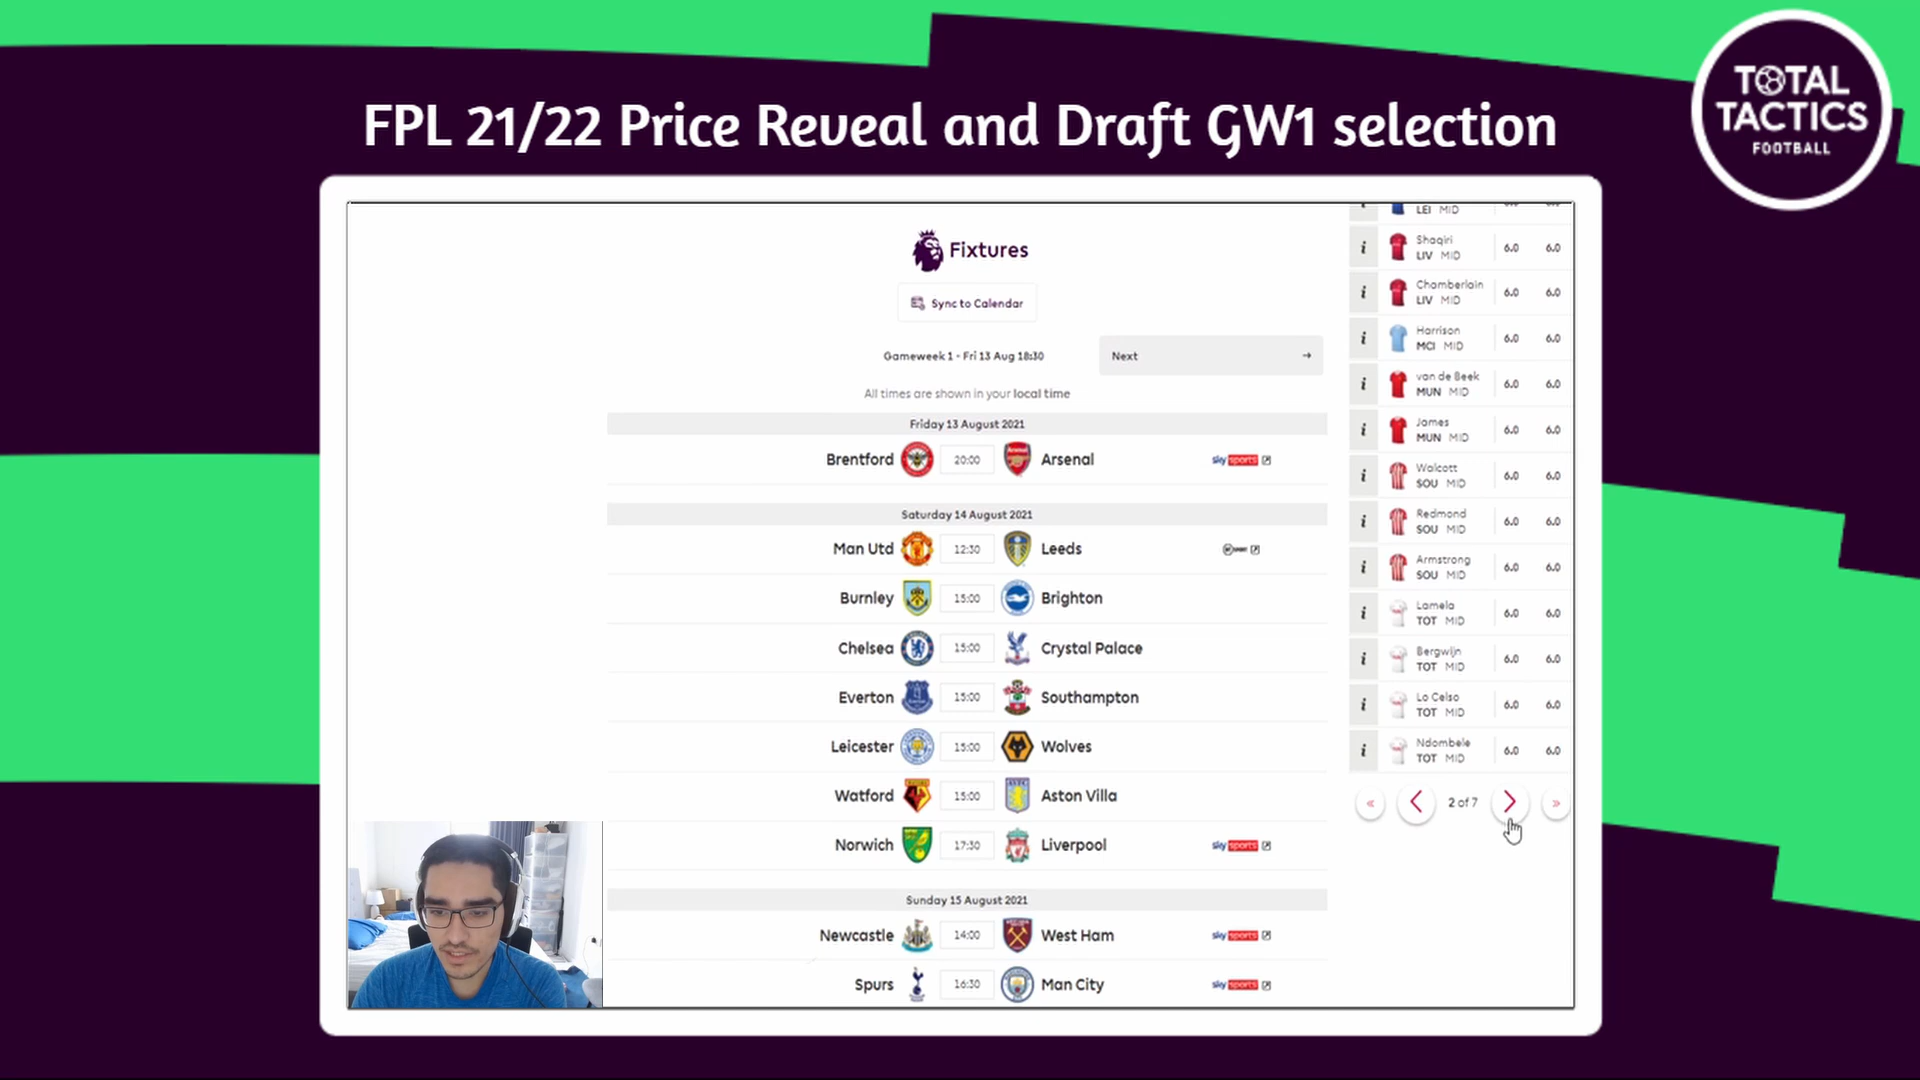 TOTAL
TACTICS
FOOTBALL
FPL 21/22 Price Reveal and Draft GW1 selection
Fixtures
Sync to Calendar
Gameweek 1 - Fri 13 Aug 18:30
Next
All times are shown in your local time
Friday 13 August 2021
Brentford 20:00 Arsenal sky sports
Saturday 14 August 2021
Man Utd 12:30 Leeds
Burnley 15:00 Brighton
Chelsea 15:00 Crystal Palace
Everton 15:00 Southampton
Leicester 15:00 Wolves
Watford 15:00 Aston Villa
Norwich 17:30 Liverpool sky sports
Sunday 15 August 2021
Newcastle 14:00 West Ham sky sports
Spurs 16:30 Man City sky sports
LEI MID
i Shaqiri 6.0 6.0
LIV MID
i Chamberlain 6.0 6.0
LIV MID
i Harrison 6.0 6.0
MCI MID
i van de Beek 6.0 6.0
MUN MID
i James 6.0 6.0
MUN MID
i Walcott 6.0 6.0
SOU MID
i Redmond 6.0 6.0
SOU MID
i Armstrong 6.0 6.0
SOU MID
i Lamela 6.0 6.0
TOT MID
i Bergwijn 6.0 6.0
TOT MID
i Lo Celso 6.0 6.0
TOT MID
i Ndombele 6.0 6.0
TOT MID
2 of 7